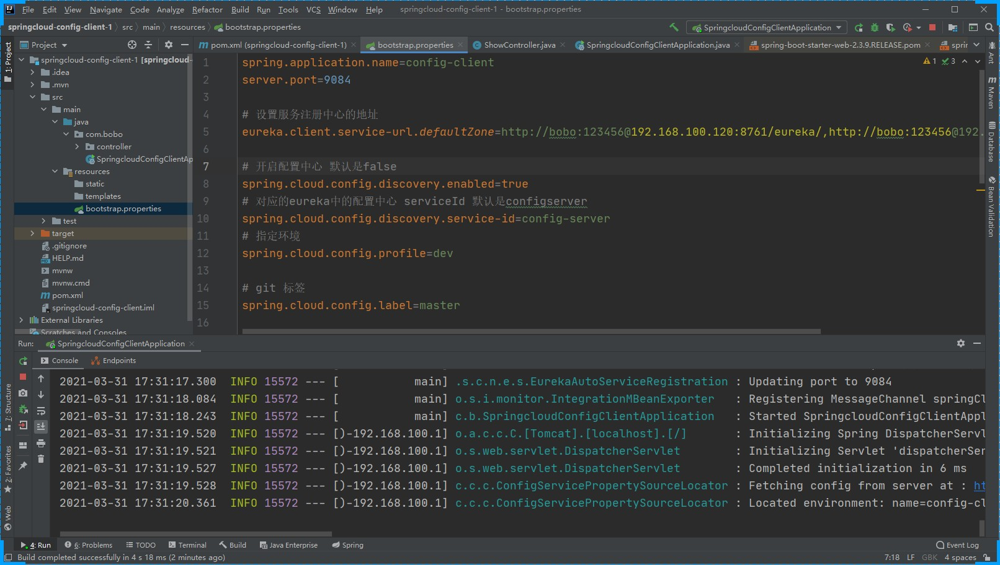 File Edit View Navigate Code Analyze Refactor Build Run Tools VCS Window Help springcloud-config-client-1 - bootstrap.properties
springcloud-config-client-1 src main resources bootstrap.properties SpringcloudConfigClientApplication
Project pom.xml (springcloud-config-client-1) bootstrap.properties ShowController.java SpringcloudConfigClientApplication.java spring-boot-starter-web-2.3.9.RELEASE.pom sprir
1: Project
springcloud-config-client-1 [springcloud-
.idea
.mvn
src
main
java
com.bobo
controller
SpringcloudConfigClientAp
resources
static
templates
bootstrap.properties
test
target
.gitignore
HELP.md
mvnw
mvnw.cmd
pom.xml
springcloud-config-client.iml
External Libraries
Scratches and Consoles
1 spring.application.name=config-client
2 server.port=9084
3
4 # 设置服务注册中心的地址
5 eureka.client.service-url.defaultZone=http://bobo:123456@192.168.100.120:8761/eureka/,http://bobo:123456@192.
6
7 # 开启配置中心 默认是false
8 spring.cloud.config.discovery.enabled=true
9 # 对应的eureka中的配置中心 serviceId 默认是configserver
10 spring.cloud.config.discovery.service-id=config-server
11 # 指定环境
12 spring.cloud.config.profile=dev
13
14 # git 标签
15 spring.cloud.config.label=master
16
1 3
Ant
Maven
Database
Bean Validation
Run: SpringcloudConfigClientApplication
Console Endpoints
2021-03-31 17:31:17.300 INFO 15572 --- [ main] .s.c.n.e.s.EurekaAutoServiceRegistration : Updating port to 9084
2021-03-31 17:31:18.084 INFO 15572 --- [ main] o.s.i.monitor.IntegrationMBeanExporter : Registering MessageChannel springCl
2021-03-31 17:31:18.243 INFO 15572 --- [ main] c.b.SpringcloudConfigClientApplication : Started SpringcloudConfigClientAppl
2021-03-31 17:31:19.520 INFO 15572 --- [)-192.168.100.1] o.a.c.c.C.[Tomcat].[localhost].[/] : Initializing Spring DispatcherServl
2021-03-31 17:31:19.521 INFO 15572 --- [)-192.168.100.1] o.s.web.servlet.DispatcherServlet : Initializing Servlet 'dispatcherSer
2021-03-31 17:31:19.527 INFO 15572 --- [)-192.168.100.1] o.s.web.servlet.DispatcherServlet : Completed initialization in 6 ms
2021-03-31 17:31:19.528 INFO 15572 --- [)-192.168.100.1] c.c.c.ConfigServicePropertySourceLocator : Fetching config from server at : ht
2021-03-31 17:31:20.361 INFO 15572 --- [)-192.168.100.1] c.c.c.ConfigServicePropertySourceLocator : Located environment: name=config-cl
7: Structure
2: Favorites
Web
4: Run 6: Problems TODO Terminal Build Java Enterprise Spring Event Log
Build completed successfully in 4 s 18 ms (2 minutes ago) 7:18 LF GBK 4 spaces